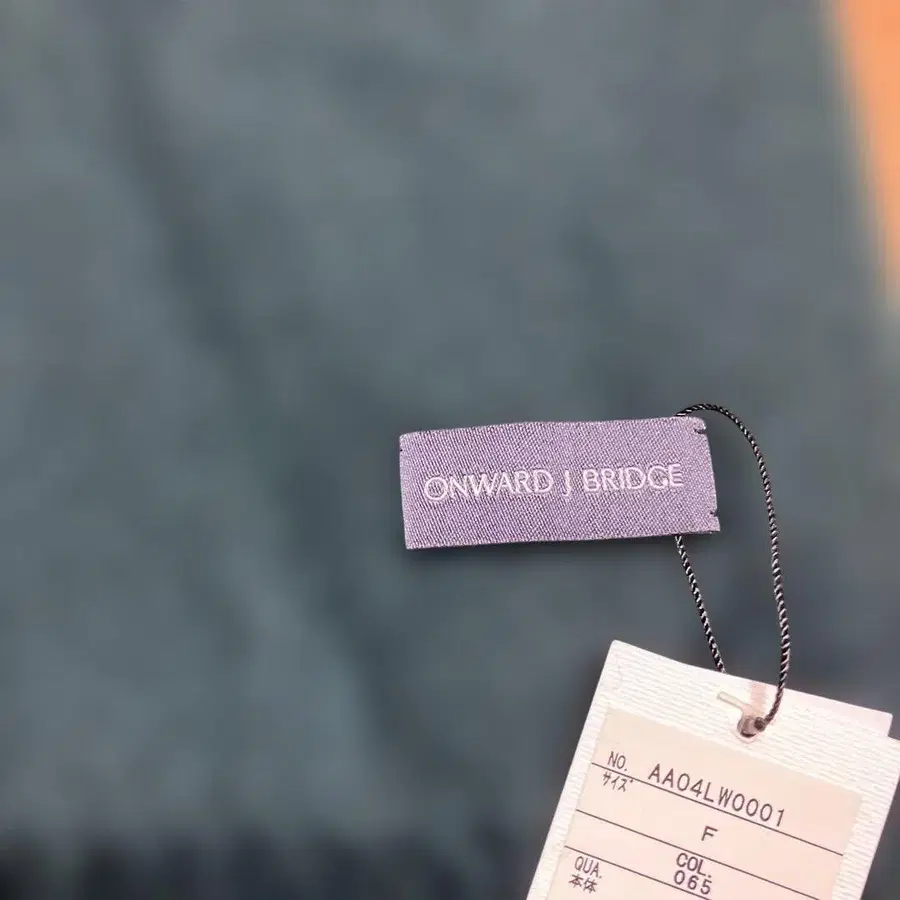 ONWARD J BRIDGE
NO. AA04LW0001
サイズ F
QUA. COL.
本体 065